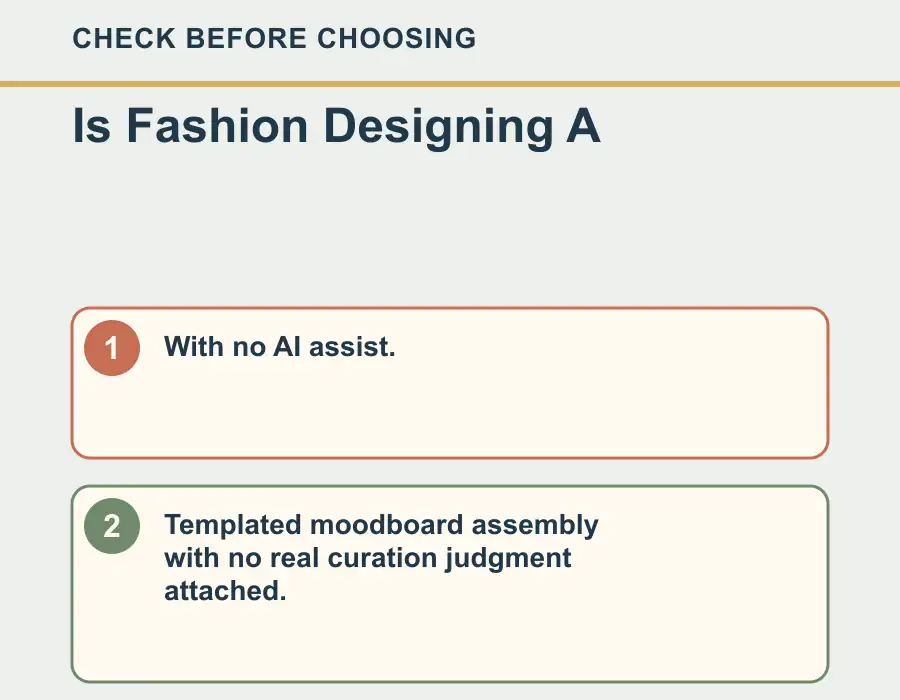 CHECK BEFORE CHOOSING
Is Fashion Designing A
1
With no AI assist.
2
Templated moodboard assembly
with no real curation judgment
attached.